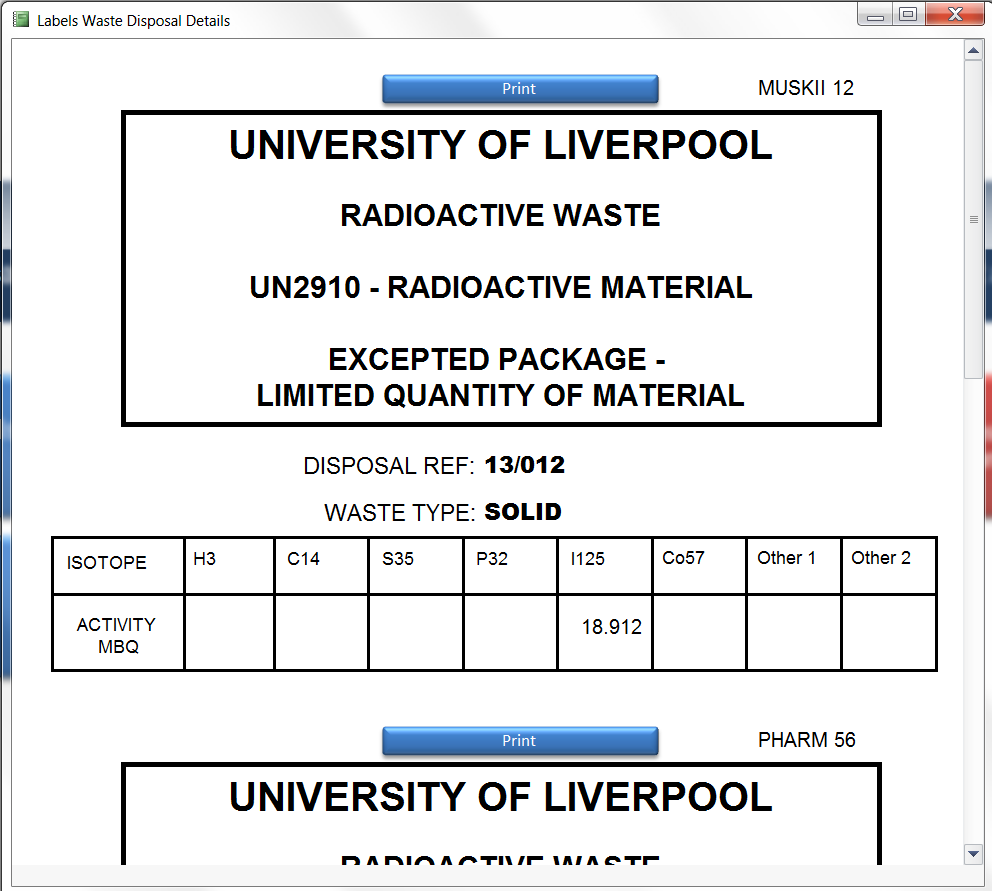 Labels Waste Disposal Details
Print
MUSKII 12
UNIVERSITY OF LIVERPOOL
RADIOACTIVE WASTE
UN2910 - RADIOACTIVE MATERIAL
EXCEPTED PACKAGE -
LIMITED QUANTITY OF MATERIAL
DISPOSAL REF: 13/012
WASTE TYPE: SOLID
ISOTOPE H3 C14 S35 P32 I125 Co57 Other 1 Other 2
ACTIVITY
MBQ
18.912
Print
PHARM 56
UNIVERSITY OF LIVERPOOL
RADIOACTIVE WASTE